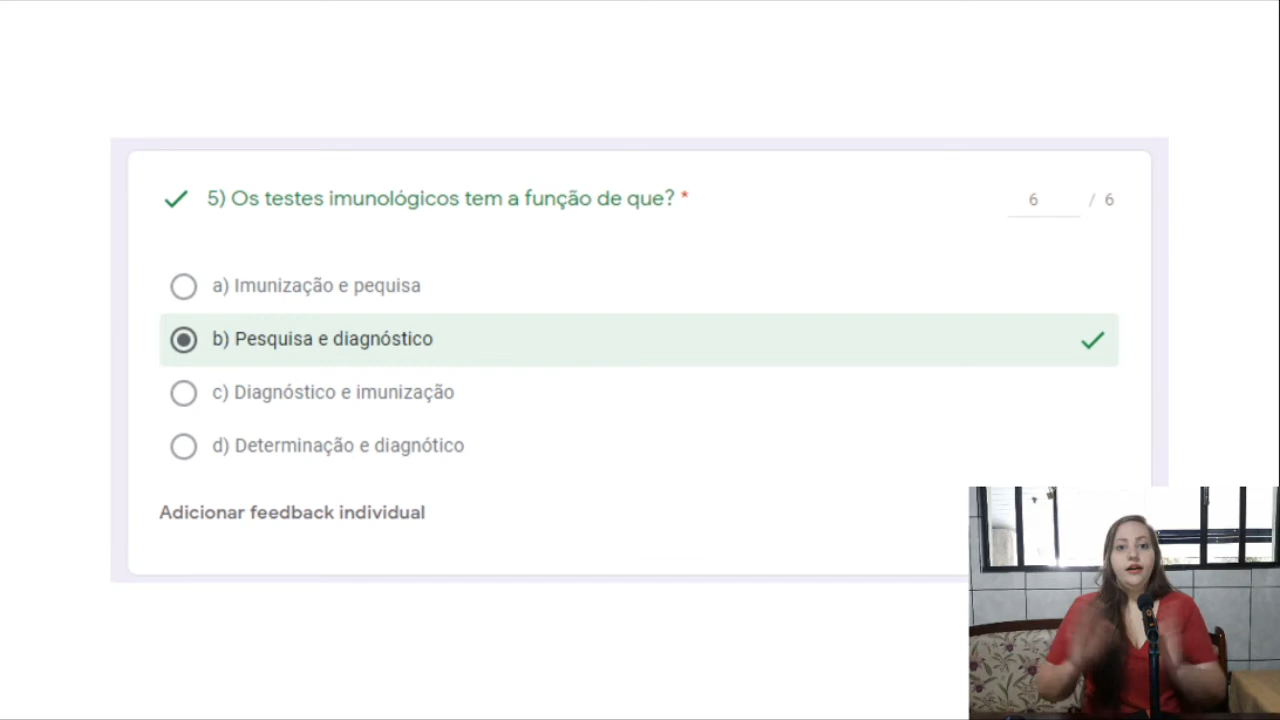 5) Os testes imunológicos tem a função de que? *
6 / 6
a) Imunização e pequisa
b) Pesquisa e diagnóstico
c) Diagnóstico e imunização
d) Determinação e diagnótico
Adicionar feedback individual